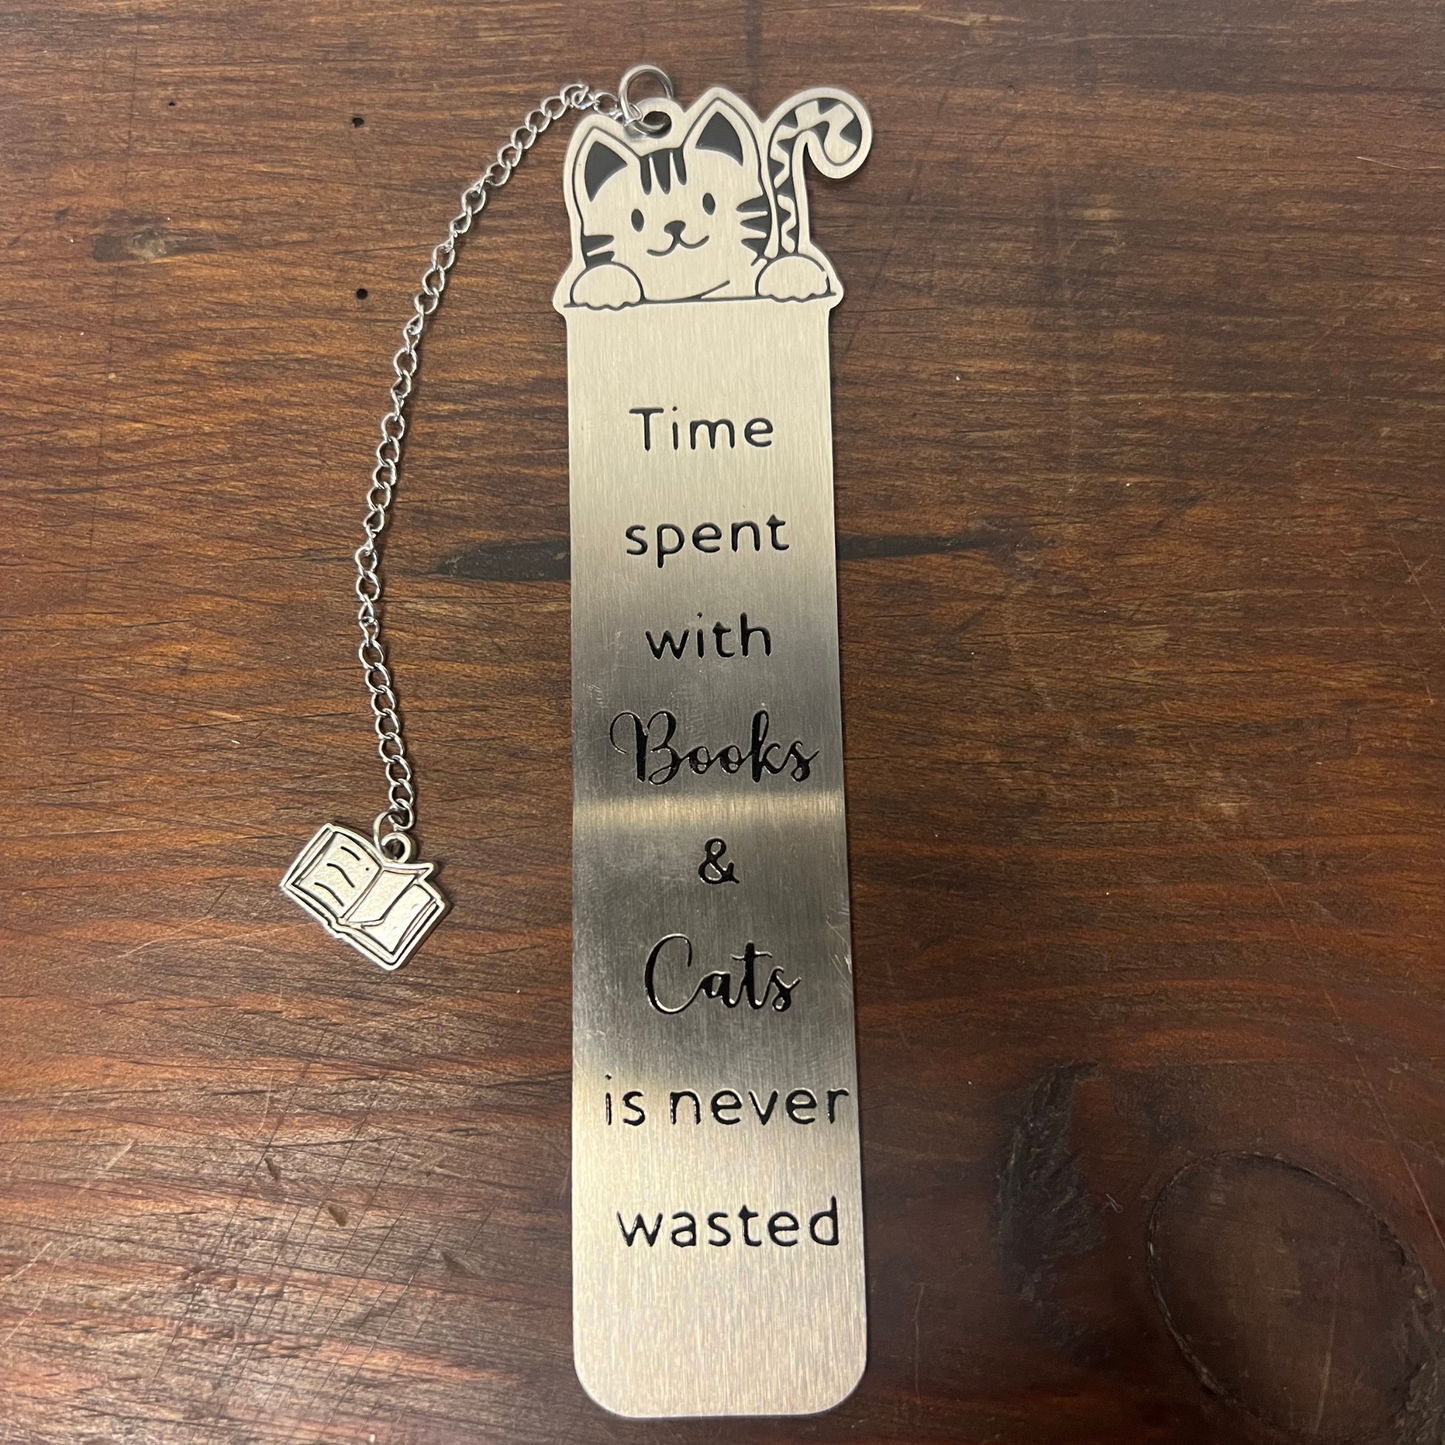 Time
spent
with
Books
&
Cats
is never
wasted